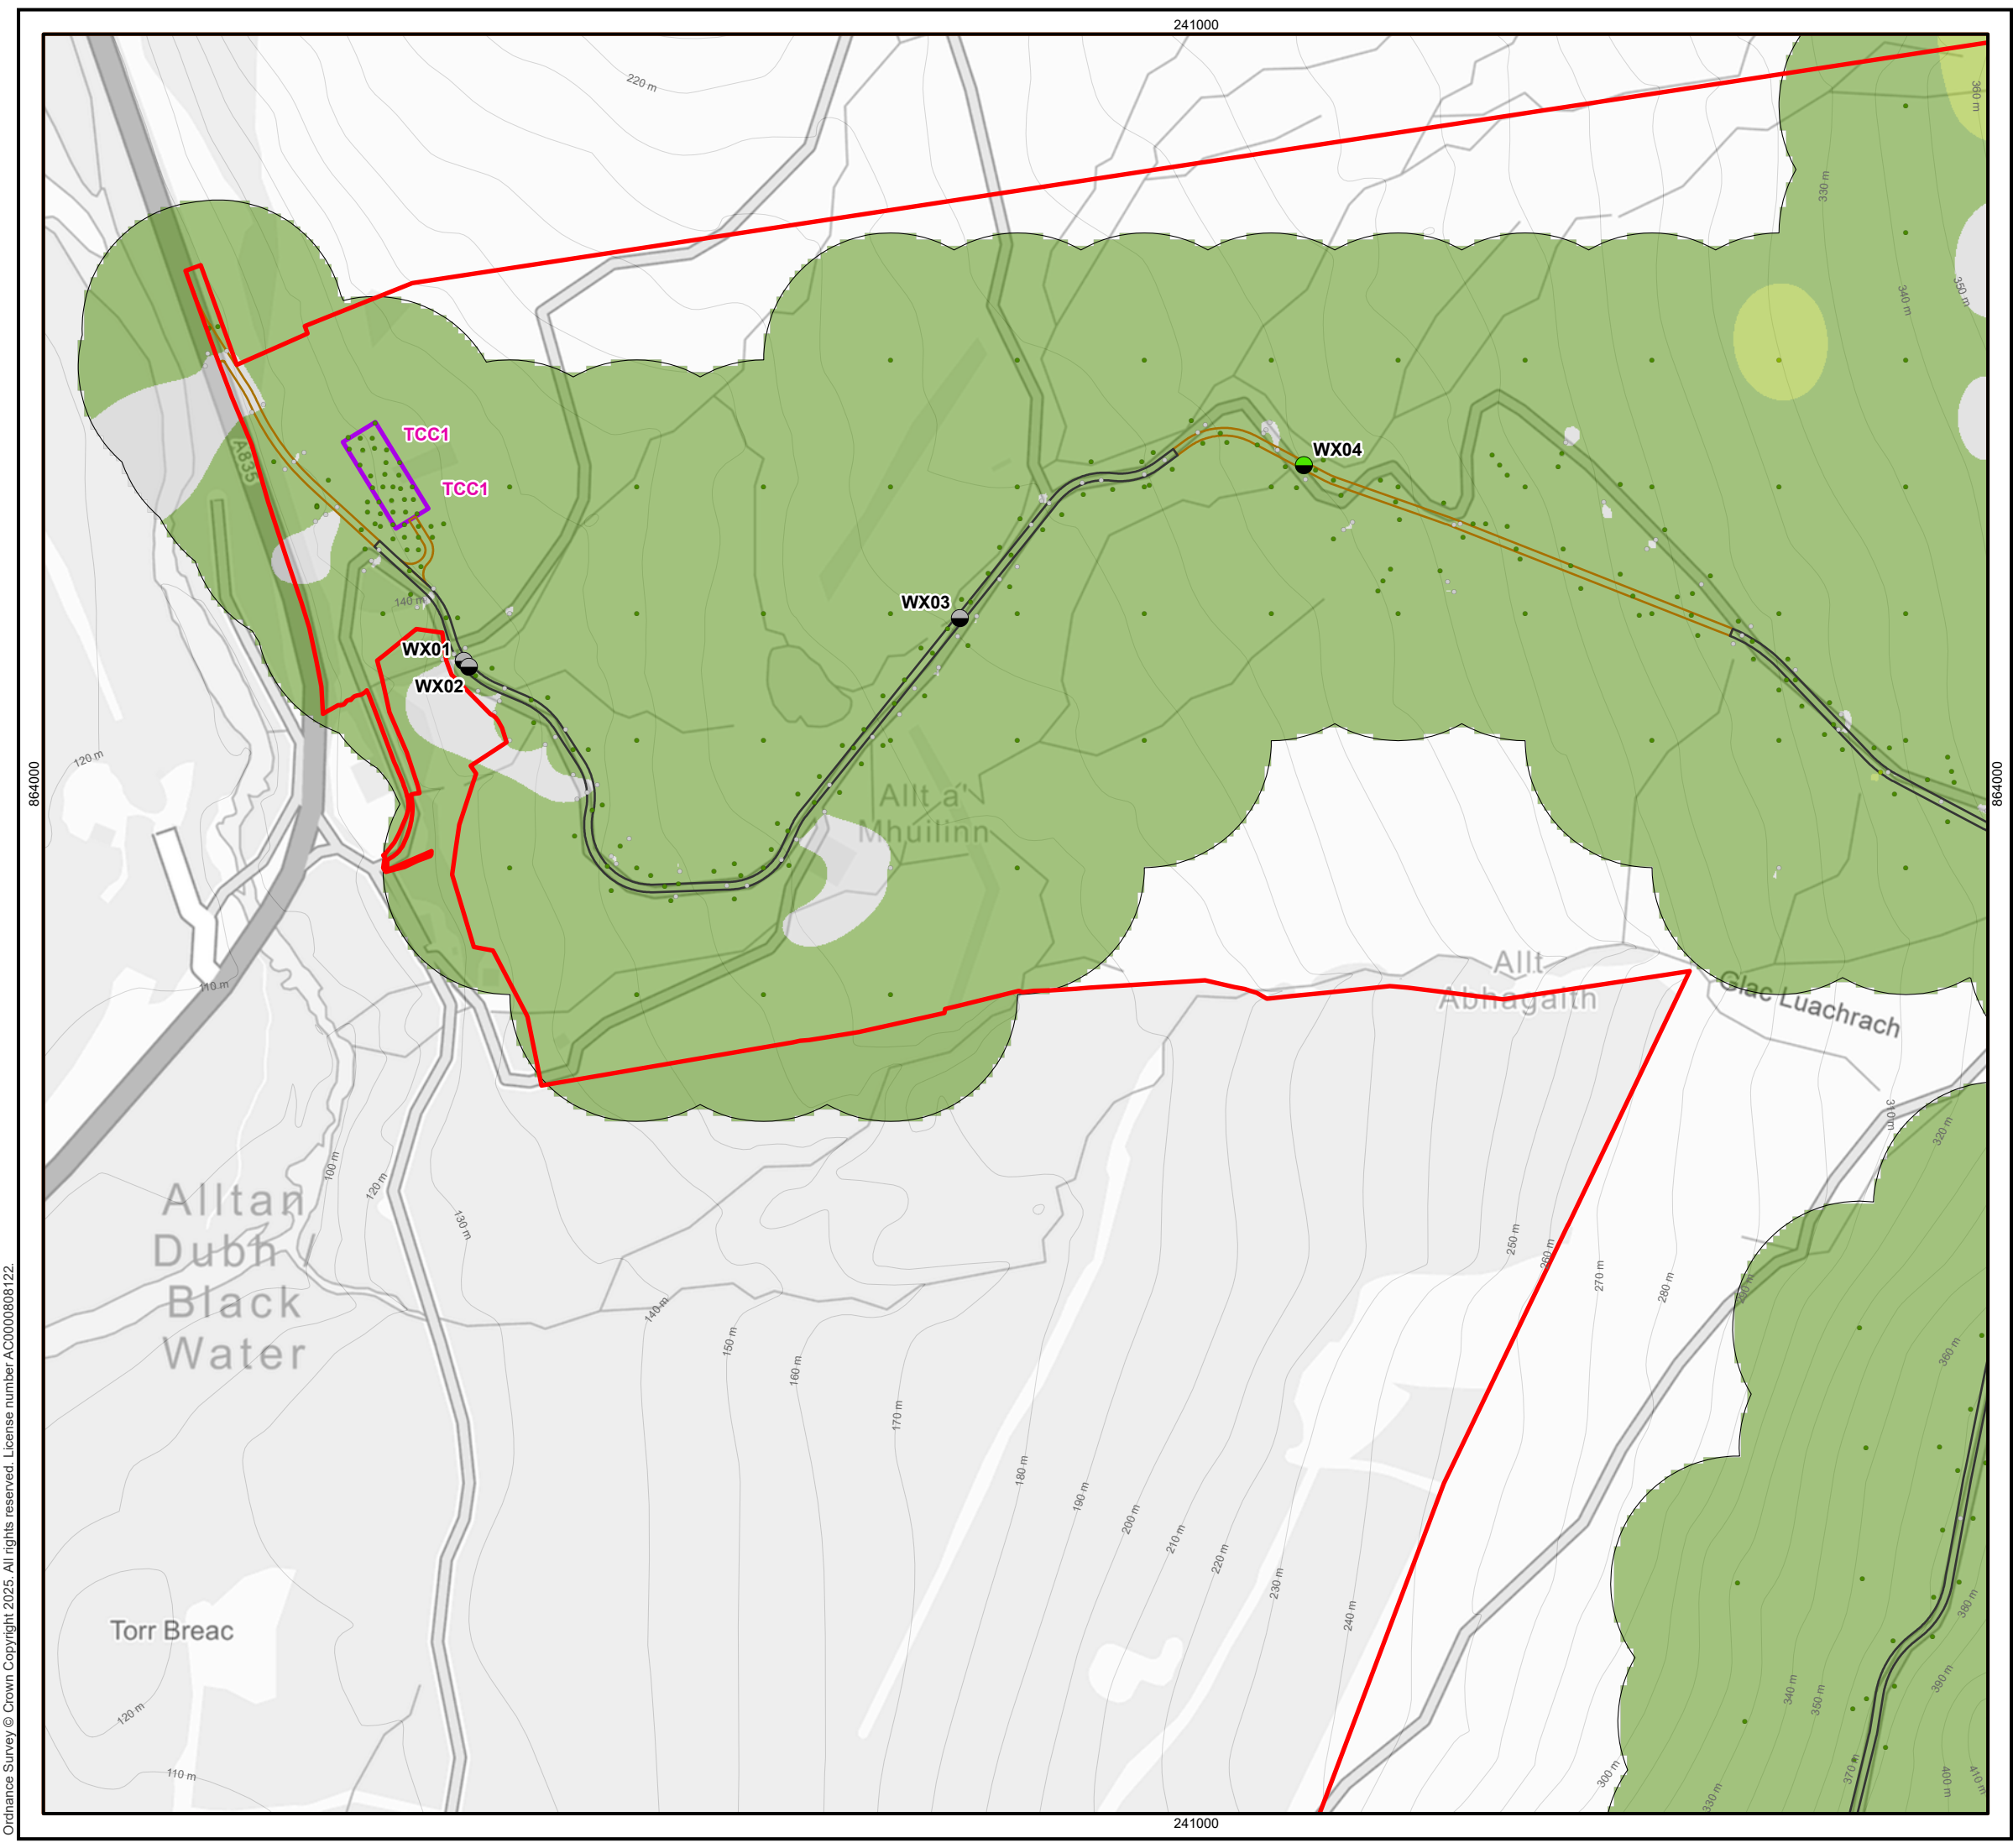 241000
220 m
360 m
330 m
350 m
340 m
TCC1
A835
TCC1
WX04
140 m
WX03
WX01
WX02
120 m
864000
864000
Allt a'
Mhuilinn
Allt
Abhagaith
Glac Luachrach
110 m
310 m
320 m
100 m
120 m
130 m
Alltan
Dubh /
Black
Water
250 m
260 m
270 m
280 m
290 m
140 m
150 m
160 m
170 m
360 m
180 m
190 m
200 m
210 m
220 m
230 m
240 m
Torr Breac
380 m
390 m
340 m
350 m
120 m
110 m
300 m
330 m
370 m
400 m
410 m
241000
Ordnance Survey © Crown Copyright 2025. All rights reserved. License number AC0000808122.